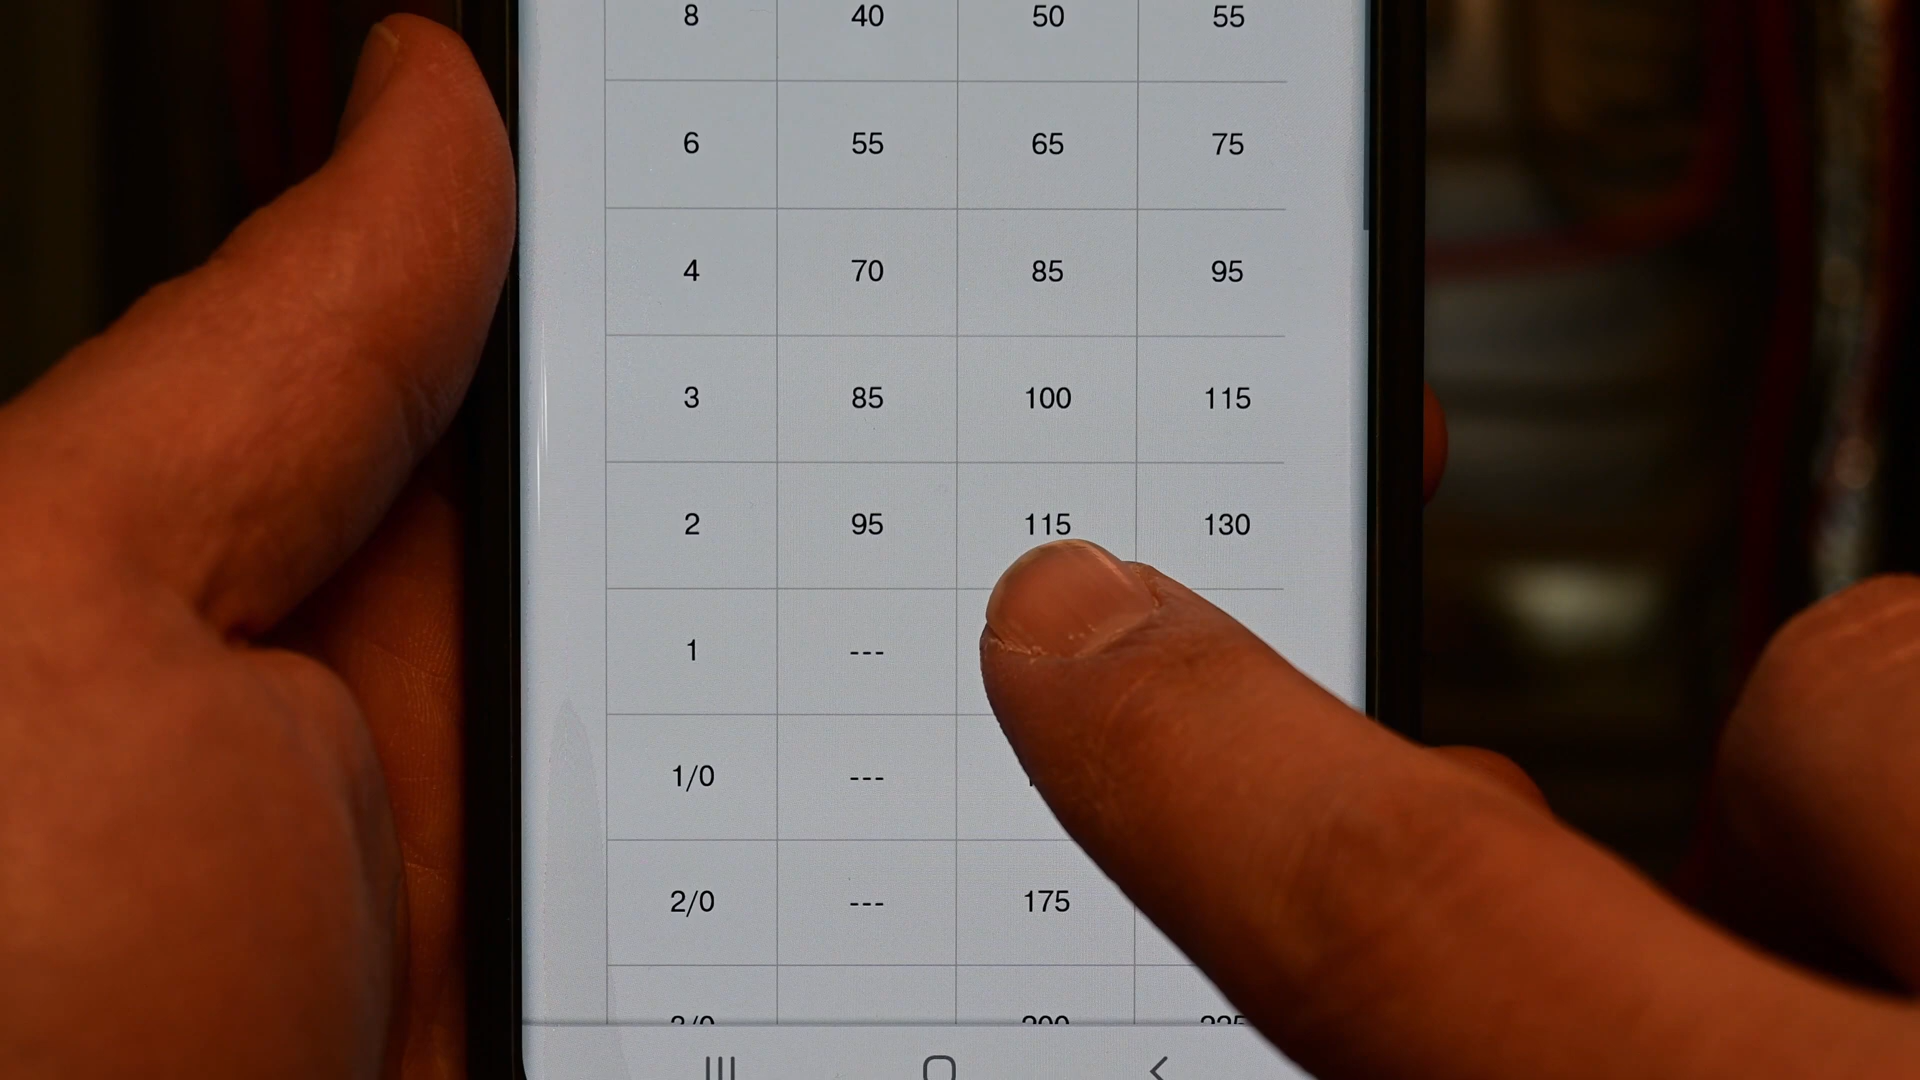 8 40 50 55
6 55 65 75
4 70 85 95
3 85 100 115
2 95 115 130
1 ---
1/0 ---
2/0 --- 175